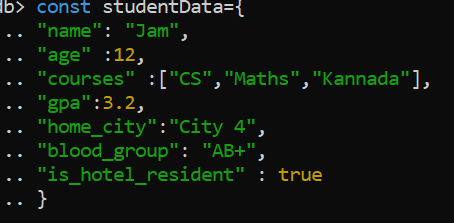 db> const studentData={
.. "name": "Jam",
.. "age" :12,
.. "courses" :["CS","Maths","Kannada"],
.. "gpa":3.2,
.. "home_city":"City 4",
.. "blood_group": "AB+",
.. "is_hotel_resident" : true
.. }